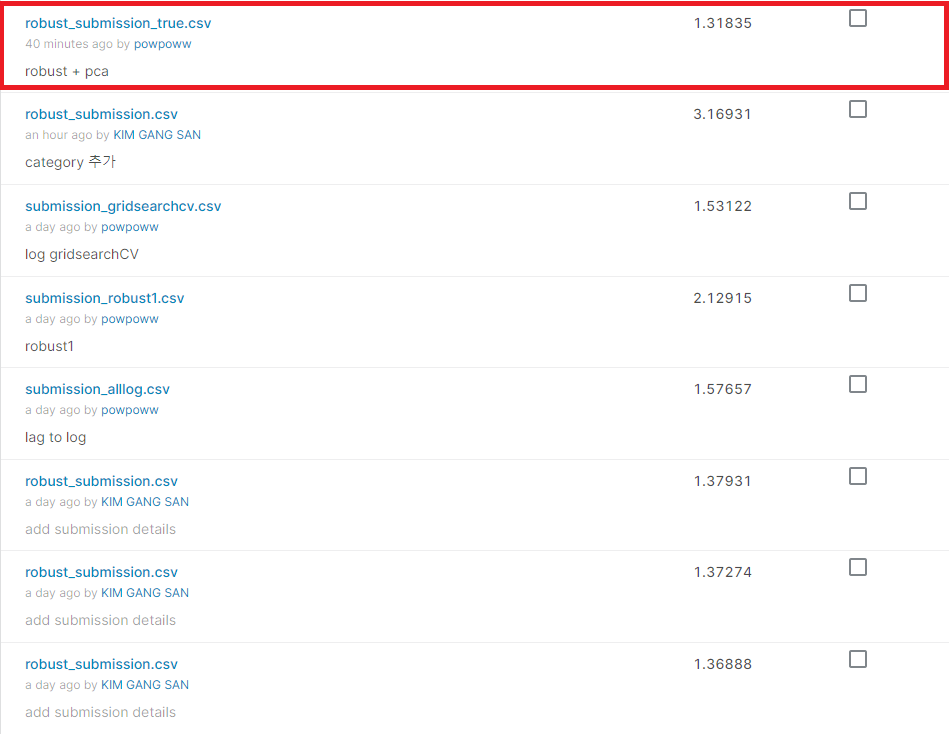 robust_submission_true.csv 1.31835
40 minutes ago by powpoww
robust + pca
robust_submission.csv 3.16931
an hour ago by KIM GANG SAN
category 추가
submission_gridsearchcv.csv 1.53122
a day ago by powpoww
log gridsearchCV
submission_robust1.csv 2.12915
a day ago by powpoww
robust1
submission_alllog.csv 1.57657
a day ago by powpoww
lag to log
robust_submission.csv 1.37931
a day ago by KIM GANG SAN
add submission details
robust_submission.csv 1.37274
a day ago by KIM GANG SAN
add submission details
robust_submission.csv 1.36888
a day ago by KIM GANG SAN
add submission details